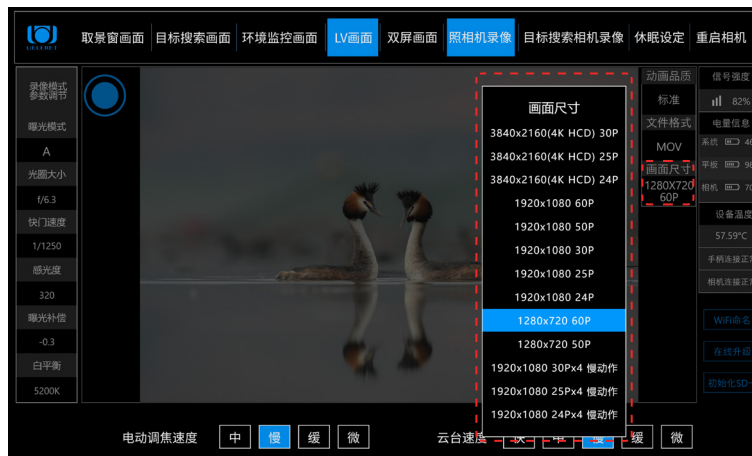 UELFRET
取景窗画面
目标搜索画面
环境监控画面
LV画面
双屏画面
照相机录像
目标搜索相机录像
休眠设定
重启相机
录像模式
参数调节
曝光模式
A
光圈大小
f/6.3
快门速度
1/1250
感光度
320
曝光补偿
-0.3
白平衡
5200K
画面尺寸
3840x2160(4K HCD) 30P
3840x2160(4K HCD) 25P
3840x2160(4K HCD) 24P
1920x1080 60P
1920x1080 50P
1920x1080 30P
1920x1080 25P
1920x1080 24P
1280x720 60P
1280x720 50P
1920x1080 30Px4 慢动作
1920x1080 25Px4 慢动作
1920x1080 24Px4 慢动作
动画品质
标准
文件格式
MOV
画面尺寸
1280X720
60P
信号强度
82%
电量信息
系统 46
平板 98
相机 70
设备温度
57.59°C
手柄连接正常
相机连接正常
WiFi命名
在线升级
初始化SD
电动调焦速度 中 慢 缓 微
云台速度 快 中 慢 缓 微